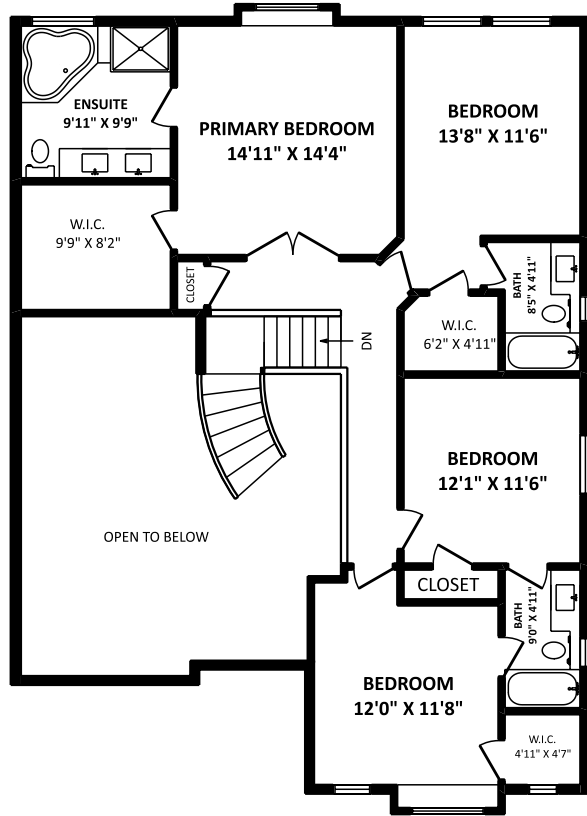 ENSUITE
9'11" X 9'9"
PRIMARY BEDROOM
14'11" X 14'4"
BEDROOM
13'8" X 11'6"
W.I.C.
9'9" X 8'2"
CLOSET
BATH
8'5" X 4'11"
W.I.C.
6'2" X 4'11"
DN
BEDROOM
12'1" X 11'6"
OPEN TO BELOW
CLOSET
BATH
9'0" X 4'11"
BEDROOM
12'0" X 11'8"
W.I.C.
4'11" X 4'7"